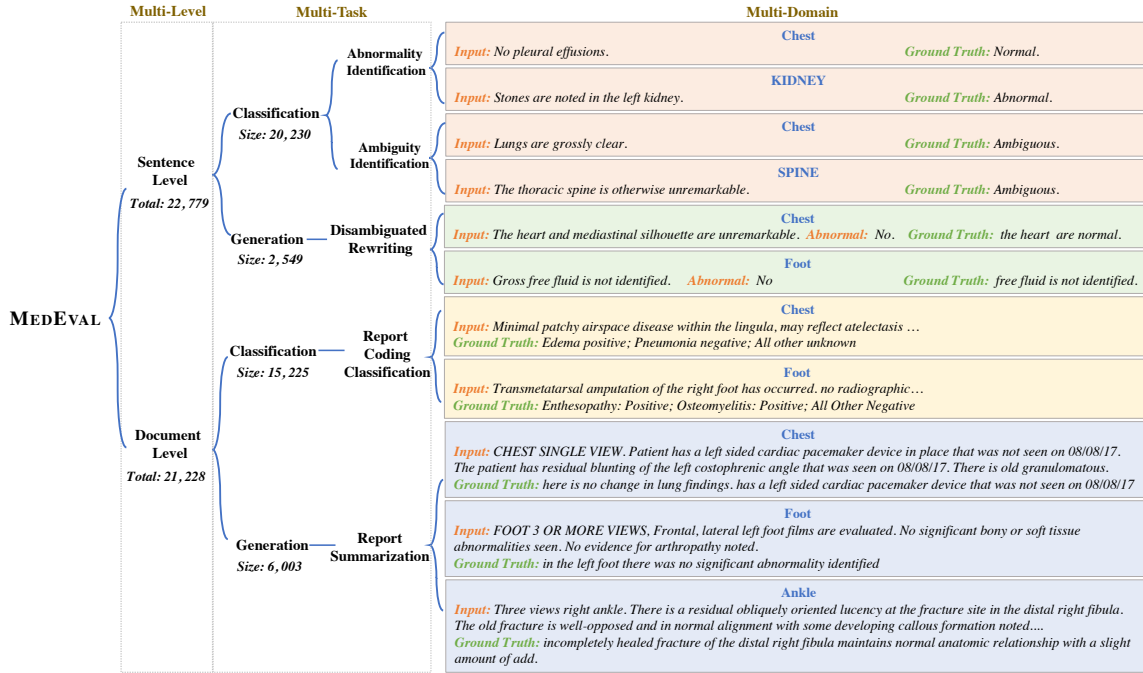 Multi-Level
Multi-Task
Multi-Domain
MEDEVAL
Sentence
Level
Total: 22,779
Classification
Size: 20,230
Abnormality
Identification
Chest
Input: No pleural effusions. Ground Truth: Normal.
KIDNEY
Input: Stones are noted in the left kidney. Ground Truth: Abnormal.
Ambiguity
Identification
Chest
Input: Lungs are grossly clear. Ground Truth: Ambiguous.
SPINE
Input: The thoracic spine is otherwise unremarkable. Ground Truth: Ambiguous.
Generation
Size: 2,549
Disambiguated
Rewriting
Chest
Input: The heart and mediastinal silhouette are unremarkable. Abnormal: No. Ground Truth: the heart are normal.
Foot
Input: Gross free fluid is not identified. Abnormal: No Ground Truth: free fluid is not identified.
Document
Level
Total: 21,228
Classification
Size: 15,225
Report
Coding
Classification
Chest
Input: Minimal patchy airspace disease within the lingula, may reflect atelectasis …
Ground Truth: Edema positive; Pneumonia negative; All other unknown
Foot
Input: Transmetatarsal amputation of the right foot has occurred. no radiographic…
Ground Truth: Enthesopathy: Positive; Osteomyelitis: Positive; All Other Negative
Generation
Size: 6,003
Report
Summarization
Chest
Input: CHEST SINGLE VIEW. Patient has a left sided cardiac pacemaker device in place that was not seen on 08/08/17.
The patient has residual blunting of the left costophrenic angle that was seen on 08/08/17. There is old granulomatous.
Ground Truth: here is no change in lung findings. has a left sided cardiac pacemaker device that was not seen on 08/08/17
Foot
Input: FOOT 3 OR MORE VIEWS, Frontal, lateral left foot films are evaluated. No significant bony or soft tissue
abnormalities seen. No evidence for arthropathy noted.
Ground Truth: in the left foot there was no significant abnormality identified
Ankle
Input: Three views right ankle. There is a residual obliquely oriented lucency at the fracture site in the distal right fibula.
The old fracture is well-opposed and in normal alignment with some developing callous formation noted....
Ground Truth: incompletely healed fracture of the distal right fibula maintains normal anatomic relationship with a slight
amount of add.